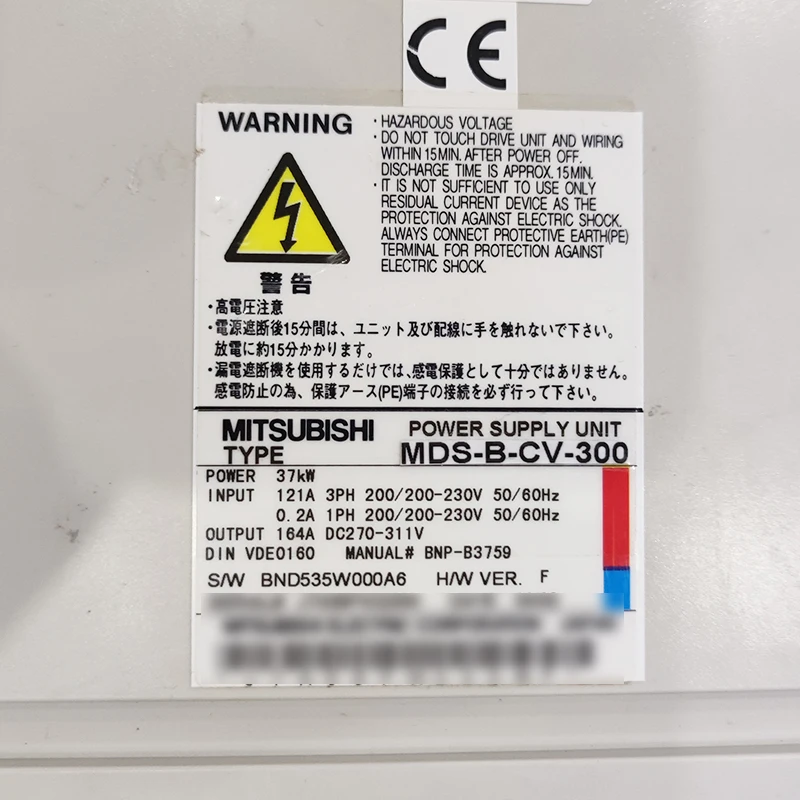 CE
WARNING
・HAZARDOUS VOLTAGE
・DO NOT TOUCH DRIVE UNIT AND WIRING
WITHIN 15MIN. AFTER POWER OFF.
DISCHARGE TIME IS APPROX. 15MIN.
・IT IS NOT SUFFICIENT TO USE ONLY
RESIDUAL CURRENT DEVICE AS THE
PROTECTION AGAINST ELECTRIC SHOCK.
ALWAYS CONNECT PROTECTIVE EARTH(PE)
TERMINAL FOR PROTECTION AGAINST
ELECTRIC SHOCK.
警告
・高電圧注意
・電源遮断後15分間は、ユニット及び配線に手を触れないで下さい。
放電に約15分かかります。
・漏電遮断機を使用するだけでは、感電保護として十分ではありません。
感電防止の為、保護アース(PE)端子の接続を必ず行って下さい。
MITSUBISHI POWER SUPPLY UNIT
TYPE MDS-B-CV-300
POWER 37kW
INPUT 121A 3PH 200/200-230V 50/60Hz
0.2A 1PH 200/200-230V 50/60Hz
OUTPUT 164A DC270-311V
DIN VDE0160 MANUAL# BNP-B3759
S/W BND535W000A6 H/W VER. F